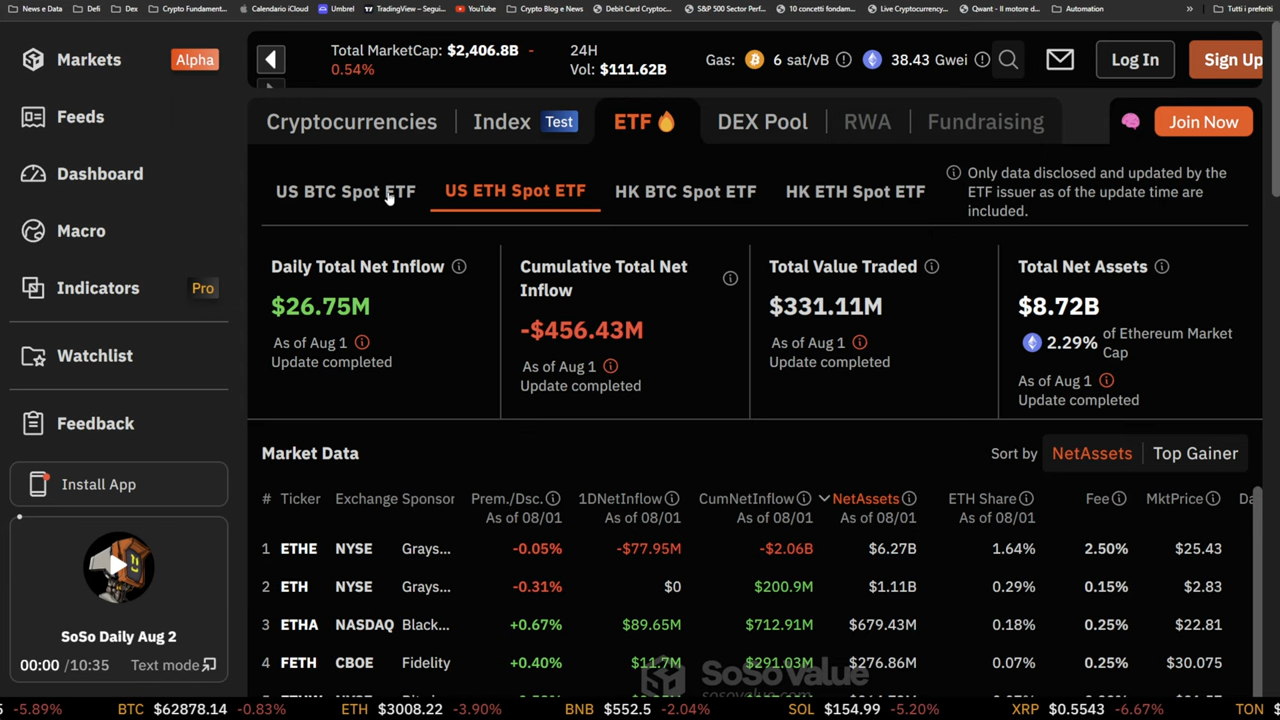 News e Data
Defi
Dex
Crypto Fundament...
Calendario iCloud
Umbrel
TradingView – Segui...
YouTube
Crypto Blog e News
Debit Card Cryptoc...
S&P 500 Sector Perf...
10 concetti fondam...
Live Cryptocurrency...
Qwant - Il motore d...
Automation
»
Tutti i preferiti
Markets Alpha
Feeds
Dashboard
Macro
Indicators Pro
Watchlist
Feedback
Install App
SoSo Daily Aug 2
00:00 /10:35 Text mode
Total MarketCap: $2,406.8B -
0.54%
24H
Vol: $111.62B
Gas: 6 sat/vB 38.43 Gwei
Log In
Sign Up
Cryptocurrencies Index Test ETF DEX Pool RWA Fundraising
Join Now
US BTC Spot ETF US ETH Spot ETF HK BTC Spot ETF HK ETH Spot ETF
Only data disclosed and updated by the
ETF issuer as of the update time are
included.
Daily Total Net Inflow
$26.75M
As of Aug 1
Update completed
Cumulative Total Net
Inflow
-$456.43M
As of Aug 1
Update completed
Total Value Traded
$331.11M
As of Aug 1
Update completed
Total Net Assets
$8.72B
2.29% of Ethereum Market
Cap
As of Aug 1
Update completed
Market Data
Sort by NetAssets Top Gainer
# Ticker Exchange Sponsor Prem./Dsc. 1DNetInflow CumNetInflow NetAssets ETH Share Fee MktPrice Da
As of 08/01 As of 08/01 As of 08/01 As of 08/01 As of 08/01
1 ETHE NYSE Grays... -0.05% -$77.95M -$2.06B $6.27B 1.64% 2.50% $25.43
2 ETH NYSE Grays... -0.31% $0 $200.9M $1.11B 0.29% 0.15% $2.83
3 ETHA NASDAQ Black... +0.67% $89.65M $712.91M $679.43M 0.18% 0.25% $22.81
4 FETH CBOE Fidelity +0.40% $11.7M $291.03M $276.86M 0.07% 0.25% $30.075
SoSoValue
sosovalue.com
5 -5.89% BTC $62878.14 -0.83% ETH $3008.22 -3.90% BNB $552.5 -2.04% SOL $154.99 -5.20% XRP $0.5543 -6.67% TON